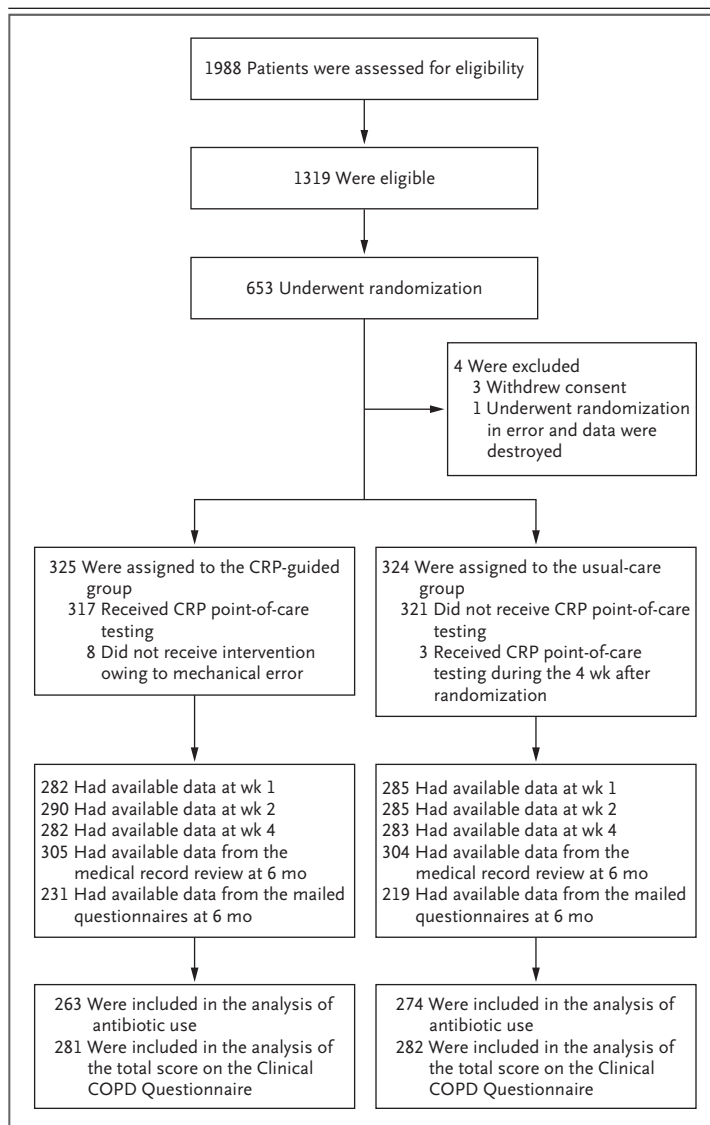 1988 Patients were assessed for eligibility
1319 Were eligible
653 Underwent randomization
4 Were excluded
3 Withdrew consent
1 Underwent randomization
in error and data were
destroyed
325 Were assigned to the CRP-guided
group
317 Received CRP point-of-care
testing
8 Did not receive intervention
owing to mechanical error
324 Were assigned to the usual-care
group
321 Did not receive CRP point-of-care
testing
3 Received CRP point-of-care
testing during the 4 wk after
randomization
282 Had available data at wk 1
290 Had available data at wk 2
282 Had available data at wk 4
305 Had available data from the
medical record review at 6 mo
231 Had available data from the mailed
questionnaires at 6 mo
285 Had available data at wk 1
285 Had available data at wk 2
283 Had available data at wk 4
304 Had available data from the
medical record review at 6 mo
219 Had available data from the mailed
questionnaires at 6 mo
263 Were included in the analysis of
antibiotic use
281 Were included in the analysis of
the total score on the Clinical
COPD Questionnaire
274 Were included in the analysis of
antibiotic use
282 Were included in the analysis of
the total score on the Clinical
COPD Questionnaire